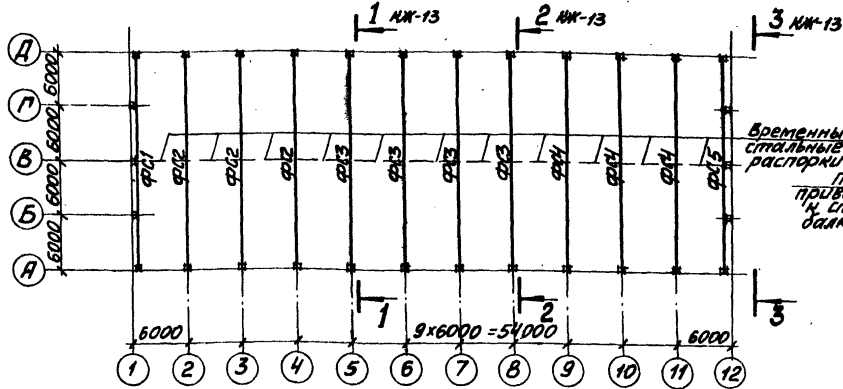 1 КЖ-13
2 КЖ-13
3 КЖ-13
Д
Г
В
Б
А
6000
6000
6000
6000
ФС1
ФС2
ФС2
ФС2
ФС3
ФС3
ФС3
ФС3
ФС4
ФС4
ФС4
ФС5
стальные
распорки
1
2
3
6000
9х6000 = 54000
6000
1
2
3
4
5
6
7
8
9
10
11
12